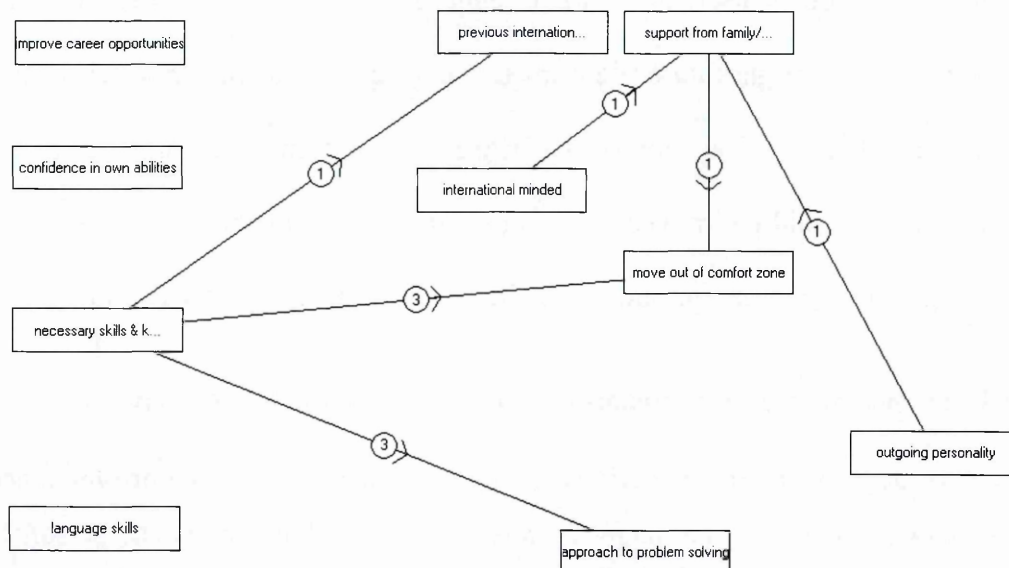 previous internation...
support from family/...
improve career opportunities
1
confidence in own abilities
1
1
international minded
1
move out of comfort zone
3
necessary skills & k...
3
outgoing personality
language skills
approach to problem solving